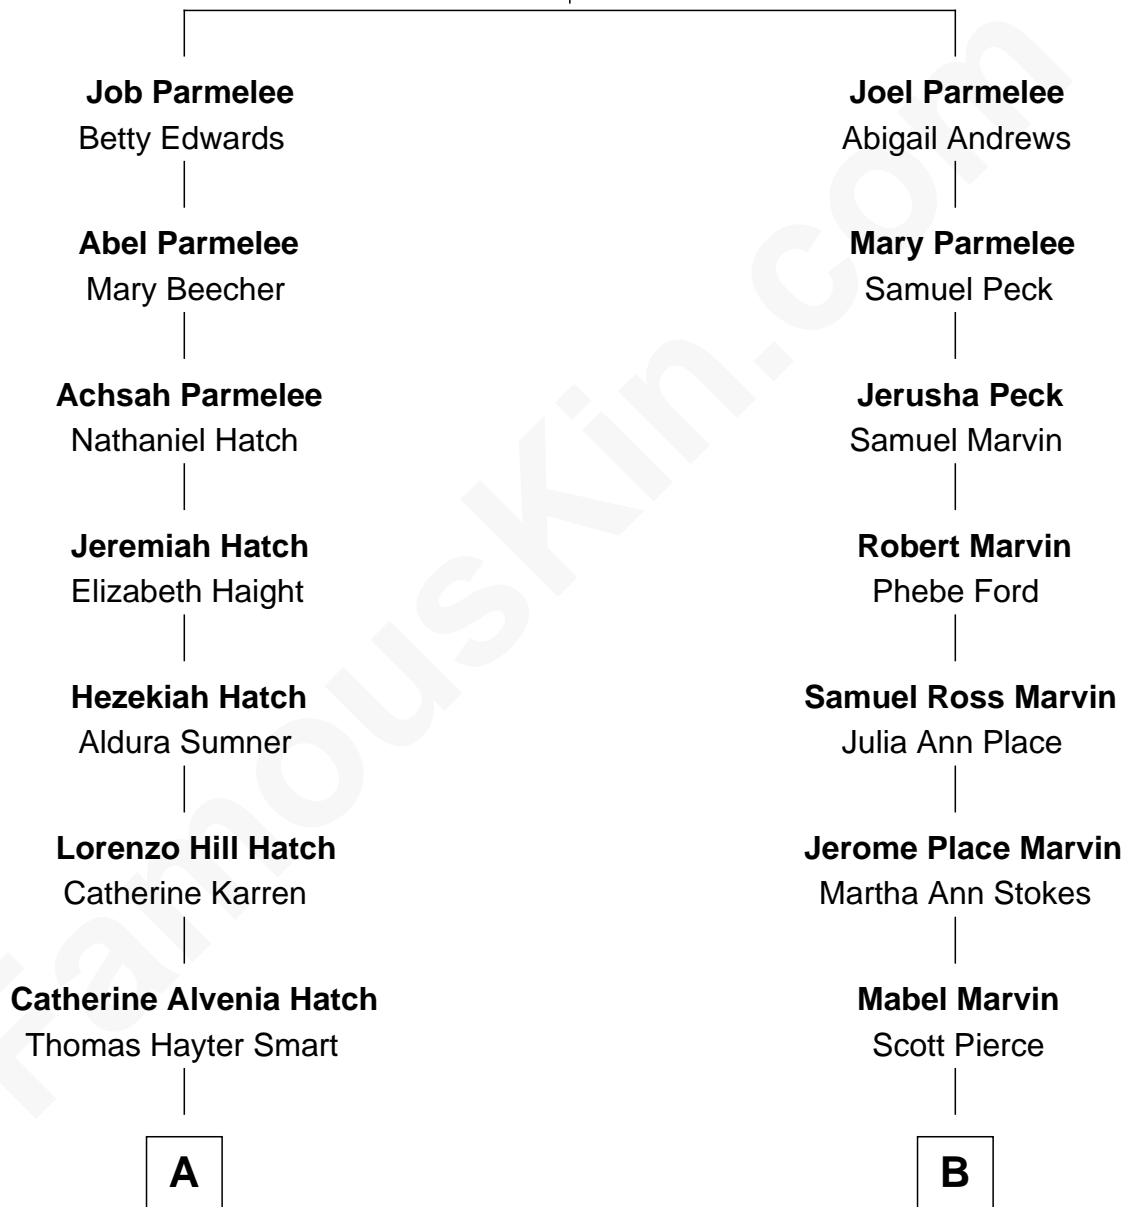 Job Parmelee
Betty Edwards
Abel Parmelee
Mary Beecher
Achsah Parmelee
Nathaniel Hatch
Jeremiah Hatch
Elizabeth Haight
Hezekiah Hatch
Aldura Sumner
Lorenzo Hill Hatch
Catherine Karren
Catherine Alvenia Hatch
Thomas Hayter Smart
A
Joel Parmelee
Abigail Andrews
Mary Parmelee
Samuel Peck
Jerusha Peck
Samuel Marvin
Robert Marvin
Phebe Ford
Samuel Ross Marvin
Julia Ann Place
Jerome Place Marvin
Martha Ann Stokes
Mabel Marvin
Scott Pierce
B
FamousKin.com